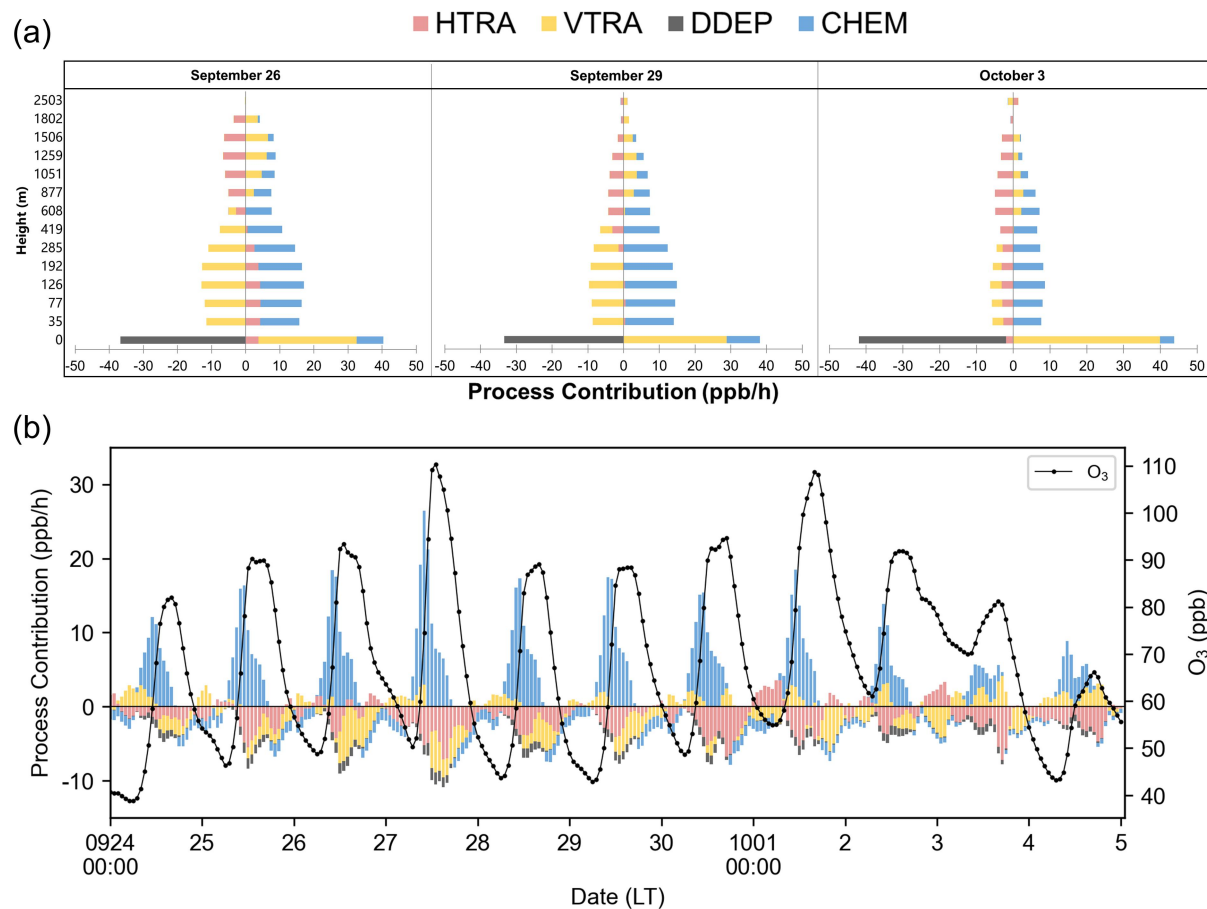 (a)
HTRA VTRA DDEP CHEM
September 26 September 29 October 3
Height (m)
2503
1802
1506
1259
1051
877
608
419
285
192
126
77
35
0
-50 -40 -30 -20 -10 0 10 20 30 40 50 -50 -40 -30 -20 -10 0 10 20 30 40 50 -50 -40 -30 -20 -10 0 10 20 30 40 50
Process Contribution (ppb/h)
(b)
Process Contribution (ppb/h)
30
20
10
0
-10
O3
110
100
90
80
70
60
50
40
O3 (ppb)
0924 25 26 27 28 29 30 1001 2 3 4 5
00:00 00:00
Date (LT)